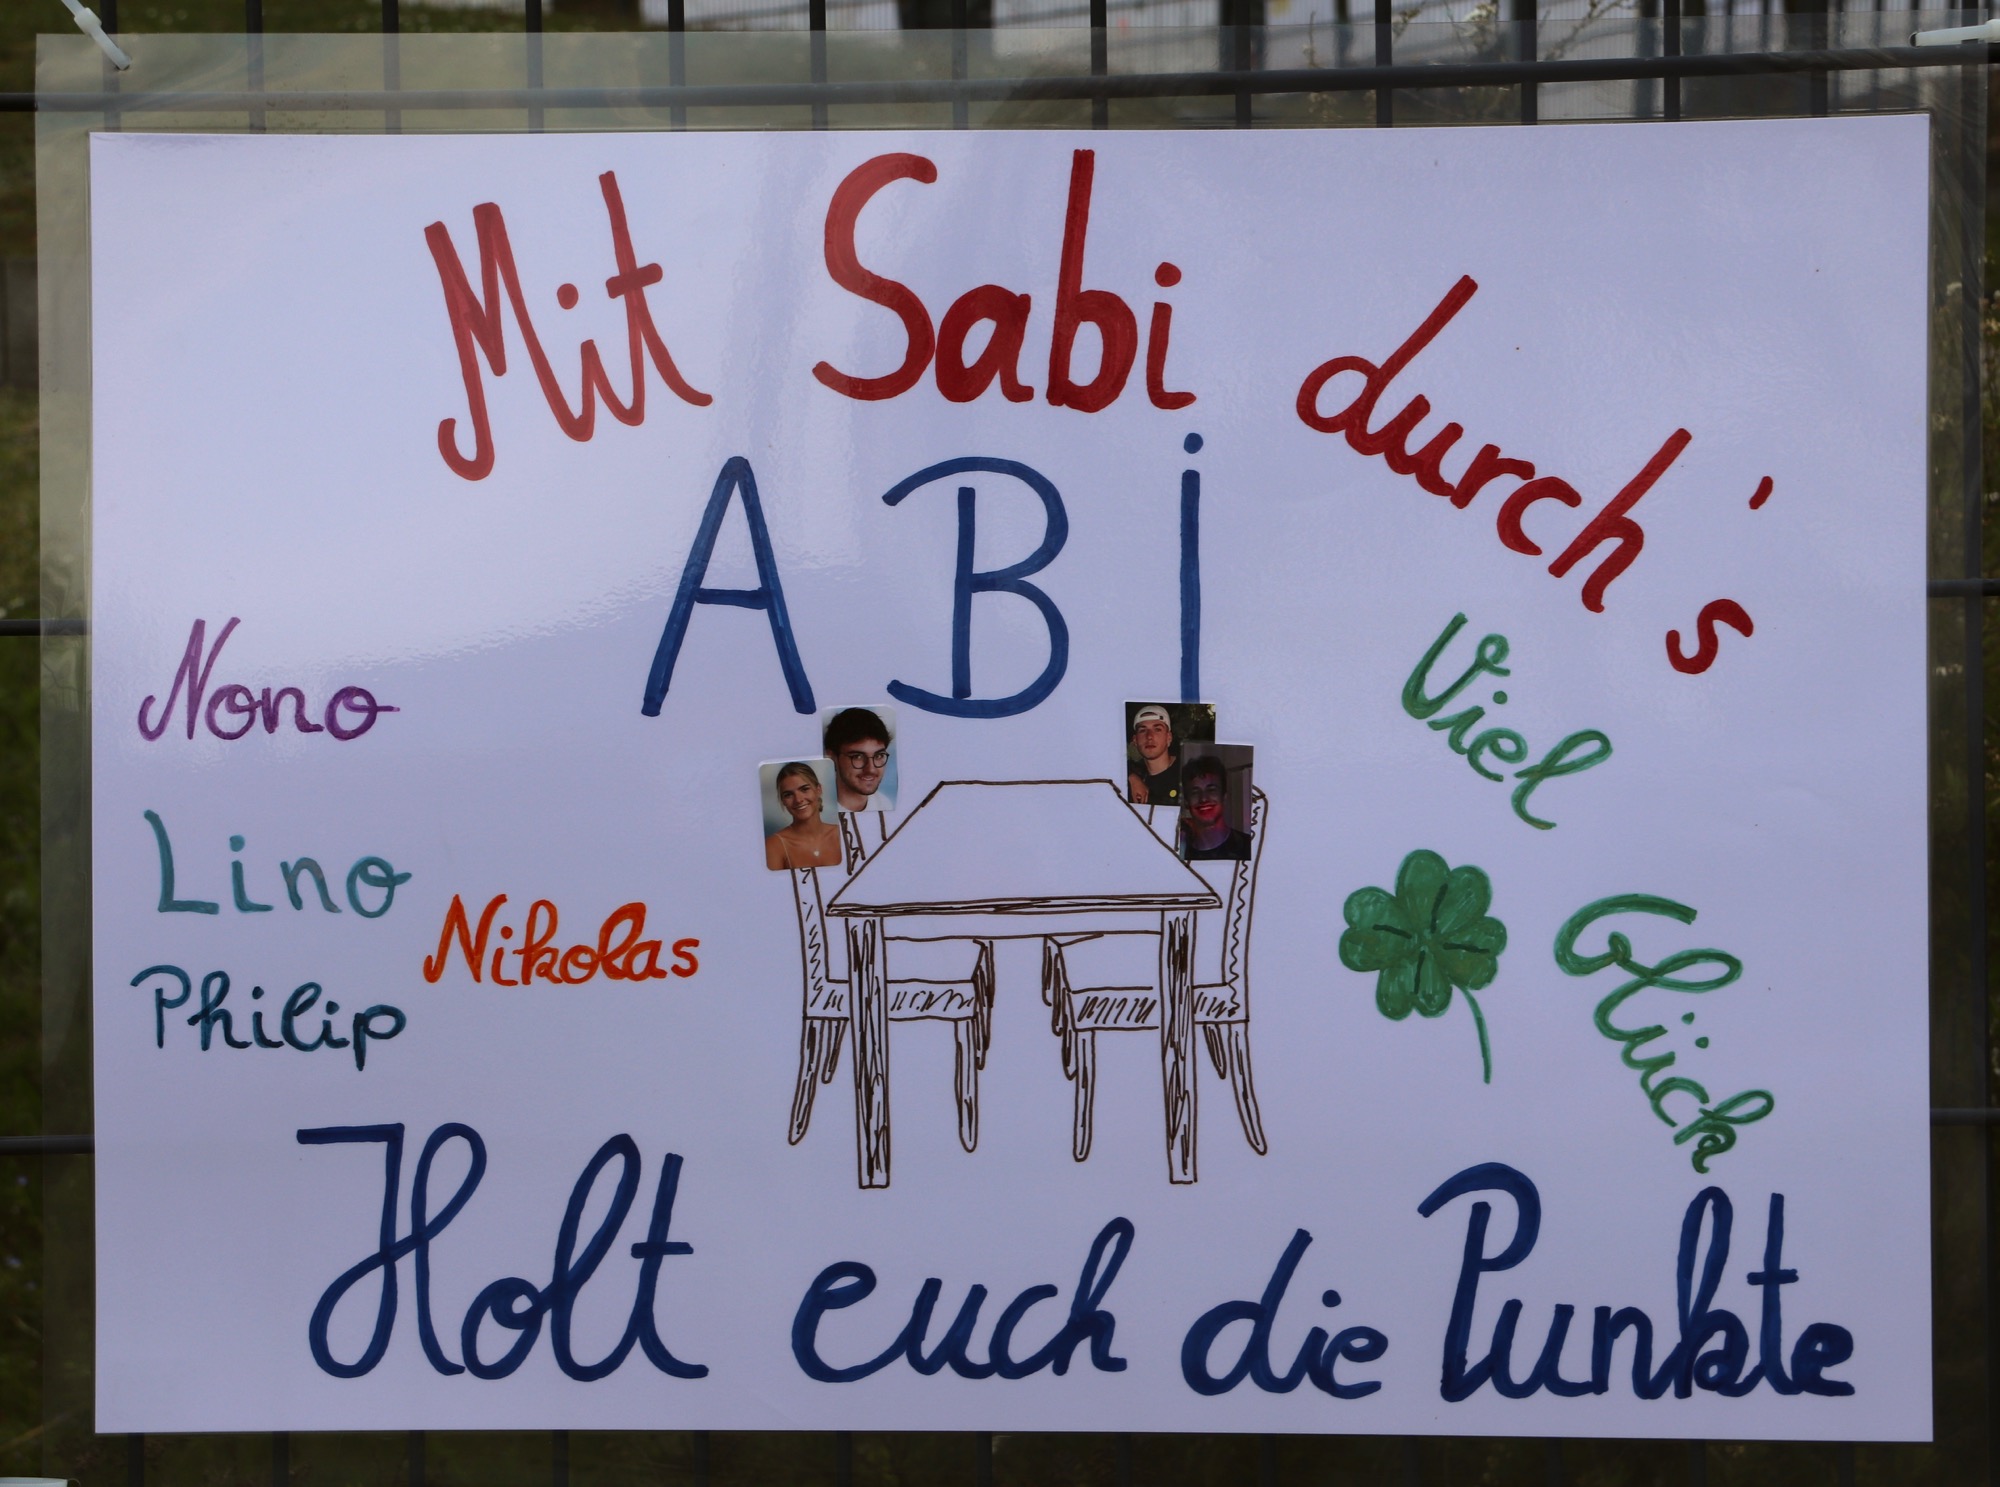 Mit Sabi durch's
ABi
Nono
Lino
Nikolas
Philip
Viel
Glück
Holt euch die Punkte